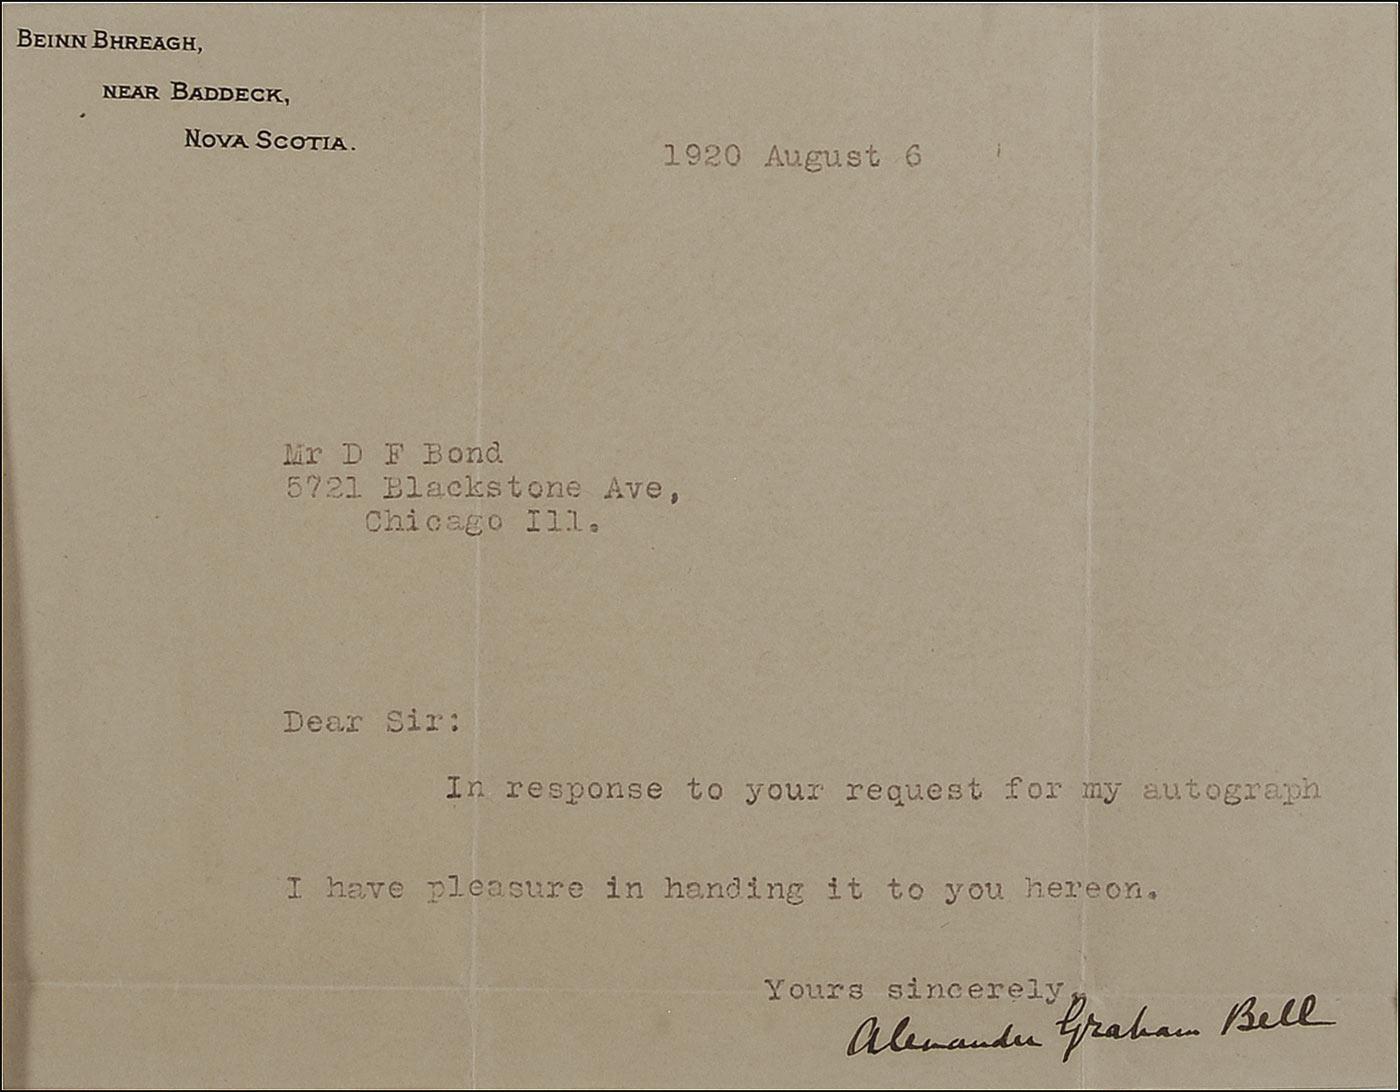 BEINN BHREAGH,
NEAR BADDECK,
NOVA SCOTIA.
1920 August 6
Mr D F Bond
5721 Blackstone Ave,
Chicago Ill.
Dear Sir:
In response to your request for my autograph
I have pleasure in handing it to you hereon.
Yours sincerely,
Alexander Graham Bell